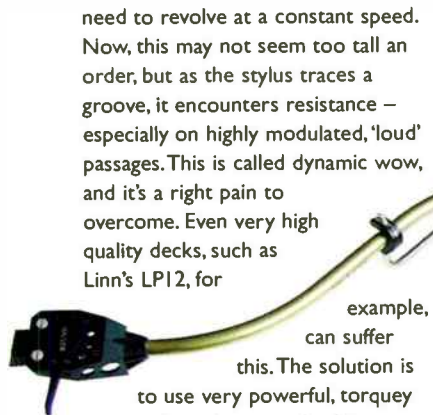 need to revolve at a constant speed.
Now, this may not seem too tall an
order, but as the stylus traces a
groove, it encounters resistance –
especially on highly modulated, 'loud'
passages. This is called dynamic wow,
and it's a right pain to
overcome. Even very high
quality decks, such as
Linn's LP12, for
example,
can suffer
this. The solution is
to use very powerful, torquey